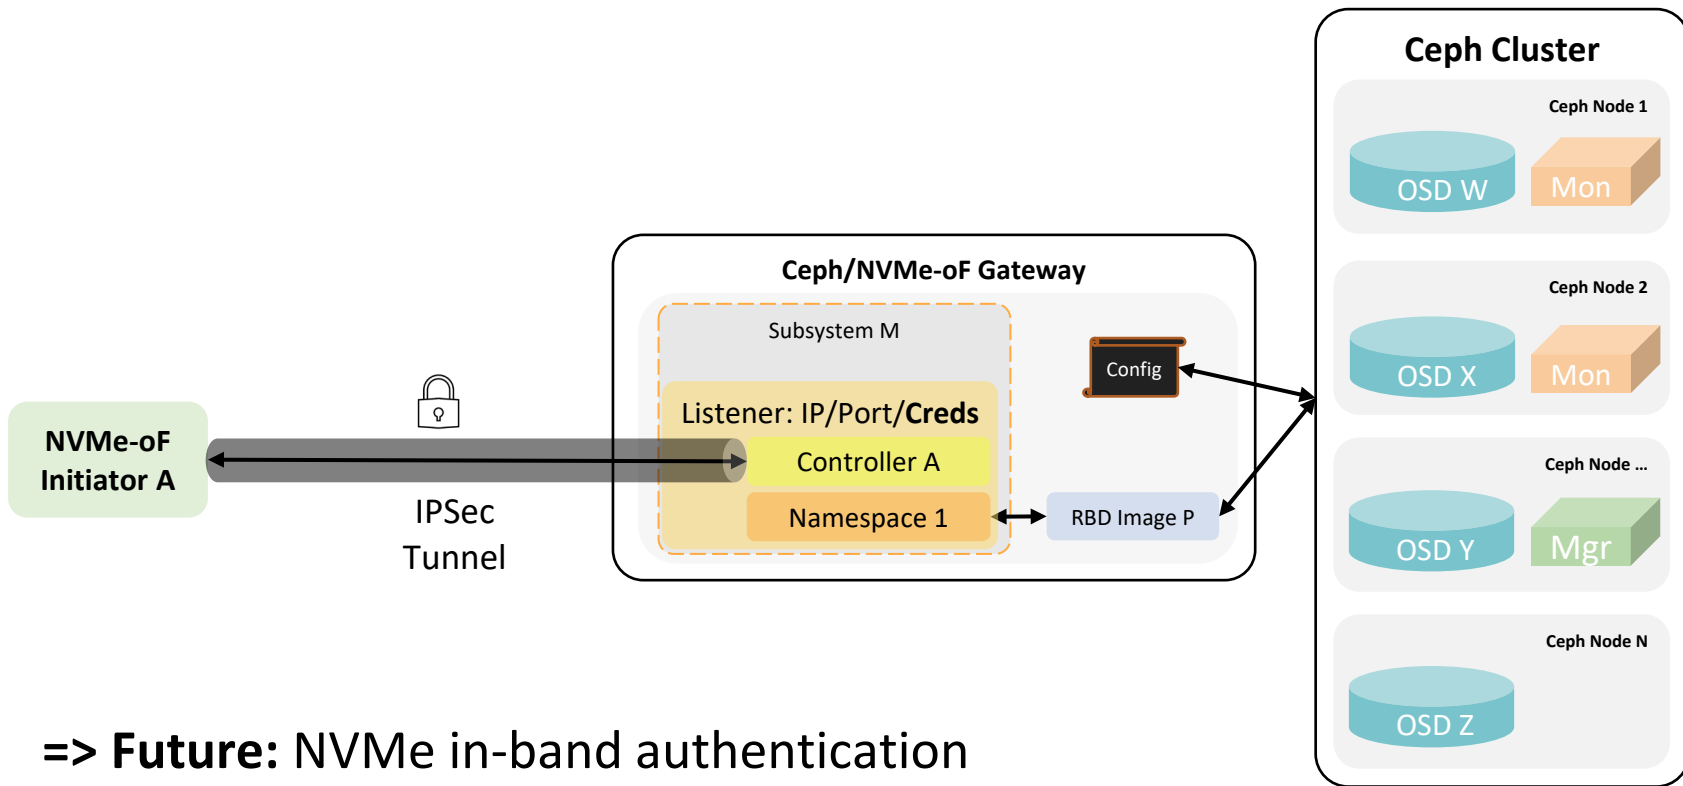 Ceph Cluster
Ceph Node 1
OSD W
Mon
Ceph Node 2
OSD X
Mon
Ceph Node ...
OSD Y
Mgr
Ceph Node N
OSD Z
Ceph/NVMe-oF Gateway
Subsystem M
Config
Listener: IP/Port/Creds
Controller A
Namespace 1
RBD Image P
NVMe-oF
Initiator A
IPSec
Tunnel
=> Future: NVMe in-band authentication